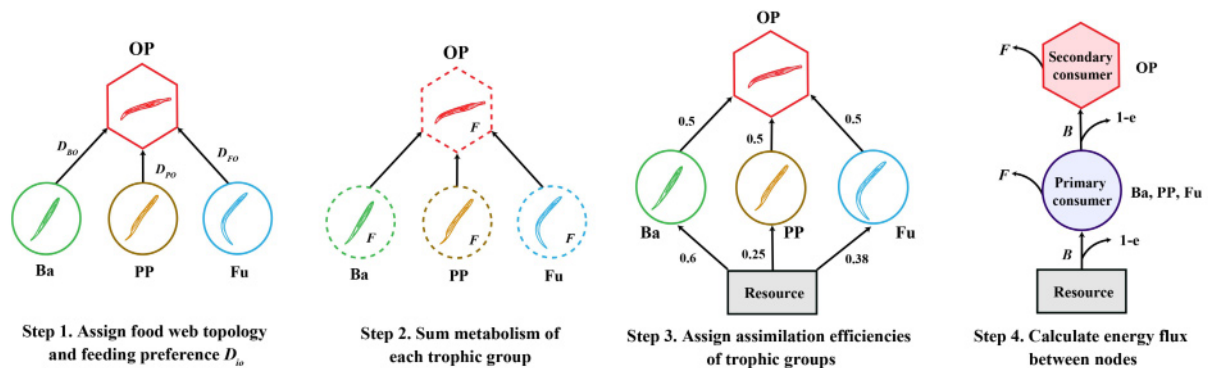 OP
D_BO
D_PO
D_FO
Ba
PP
Fu
Step 1. Assign food web topology
and feeding preference D_io
OP
F
F
F
F
Ba
PP
Fu
Step 2. Sum metabolism of
each trophic group
OP
0.5
0.5
0.5
Ba
PP
Fu
0.6
0.25
0.38
Resource
Step 3. Assign assimilation efficiencies
of trophic groups
F
Secondary
consumer
OP
B
1-e
F
Primary
consumer
Ba, PP, Fu
B
1-e
Resource
Step 4. Calculate energy flux
between nodes